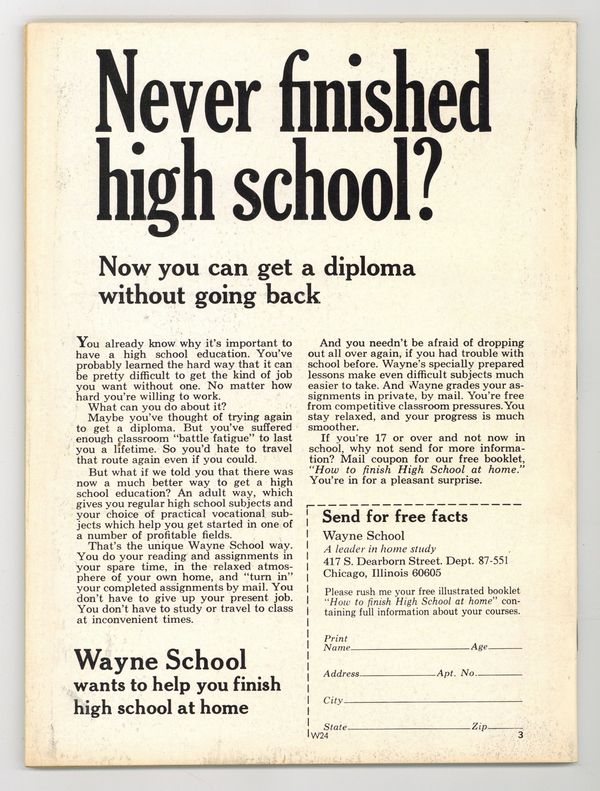 Never finished
high school?
Now you can get a diploma
without going back
You already know why it's important to
have a high school education. You've
probably learned the hard way that it can
be pretty difficult to get the kind of job
you want without one. No matter how
hard you're willing to work.
What can you do about it?
Maybe you've thought of trying again
to get a diploma. But you've suffered
enough classroom "battle fatigue" to last
you a lifetime. So you'd hate to travel
that route again even if you could.
But what if we told you that there was
now a much better way to get a high
school education? An adult way, which
gives you regular high school subjects and
your choice of practical vocational sub-
jects which help you get started in one of
a number of profitable fields.
That's the unique Wayne School way.
You do your reading and assignments in
your spare time, in the relaxed atmos-
phere of your own home, and "turn in"
your completed assignments by mail. You
don't have to give up your present job.
You don't have to study or travel to class
at inconvenient times.
Wayne School
wants to help you finish
high school at home
And you needn't be afraid of dropping
out all over again, if you had trouble with
school before. Wayne's specially prepared
lessons make even difficult subjects much
easier to take. And Wayne grades your as-
signments in private, by mail. You're free
from competitive classroom pressures. You
stay relaxed, and your progress is much
smoother.
If you're 17 or over and not now in
school, why not send for more informa-
tion? Mail coupon for our free booklet,
"How to finish High School at home."
You're in for a pleasant surprise.
Send for free facts
Wayne School
A leader in home study
417 S. Dearborn Street. Dept. 87-551
Chicago, Illinois 60605
Please rush me your free illustrated booklet
"How to finish High School at home" con-
taining full information about your courses.
Print
Name Age
Address Apt. No.
City
State Zip
W24 3